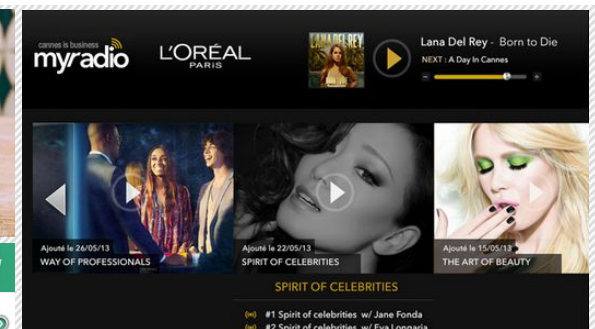 cannes is business
myradio
L'ORÉAL
PARIS
LANA DEL REY
Lana Del Rey - Born to Die
NEXT : A Day In Cannes
Ajouté le 26/05/13
WAY OF PROFESSIONALS
Ajouté le 22/05/13
SPIRIT OF CELEBRITIES
Ajouté le 15/05/13
THE ART OF BEAUTY
SPIRIT OF CELEBRITIES
#1 Spirit of celebrities w/ Jane Fonda
#2 Spirit of celebrities w/ Eva Longoria